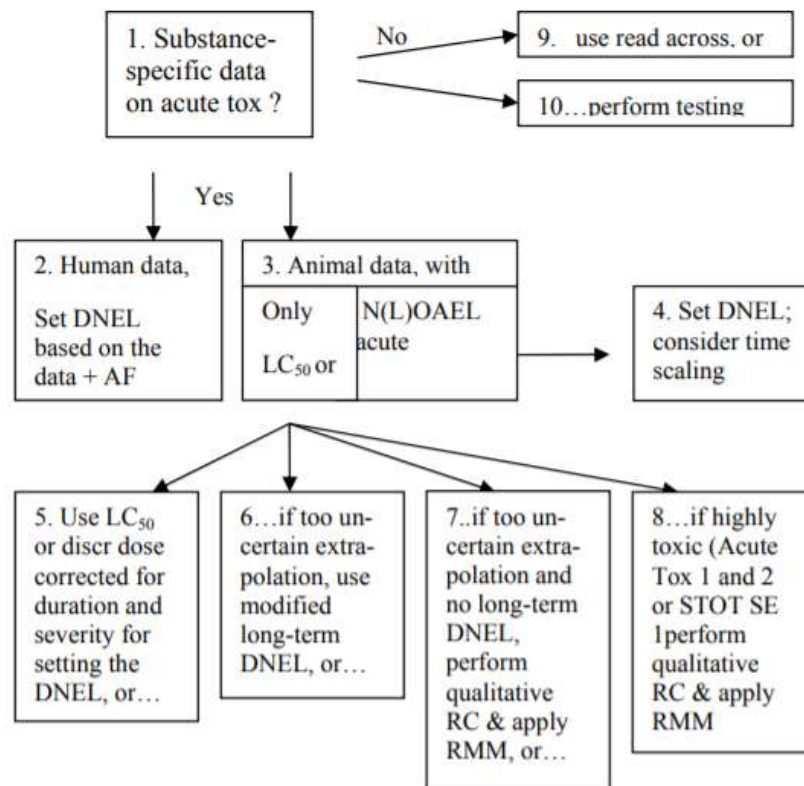 1. Substance-
specific data
on acute tox ?
No
9. use read across, or
10…perform testing
Yes
2. Human data,
Set DNEL
based on the
data + AF
3. Animal data, with
Only
LC₅₀ or
N(L)OAEL
acute
4. Set DNEL;
consider time
scaling
5. Use LC₅₀
or discr dose
corrected for
duration and
severity for
setting the
DNEL, or…
6…if too un-
certain extra-
polation, use
modified
long-term
DNEL, or…
7..if too un-
certain extra-
polation and
no long-term
DNEL,
perform
qualitative
RC & apply
RMM, or…
8…if highly
toxic (Acute
Tox 1 and 2
or STOT SE
1perform
qualitative
RC & apply
RMM